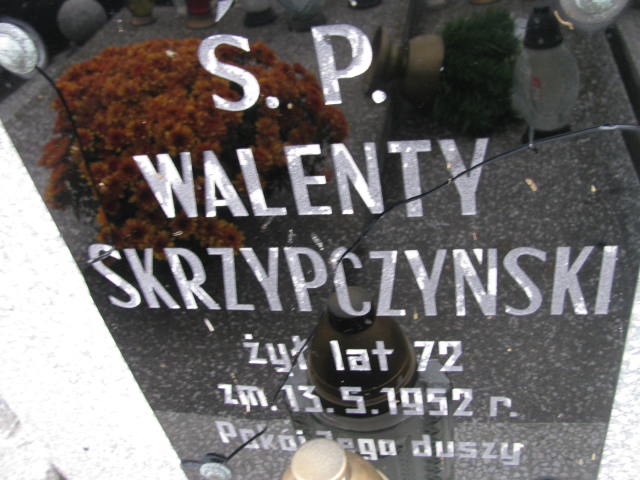 S. P.
WALENTY
SKRZYPCZYŃSKI
żył lat 72
zm. 13.5.1952 r.
Pokój Jego duszy